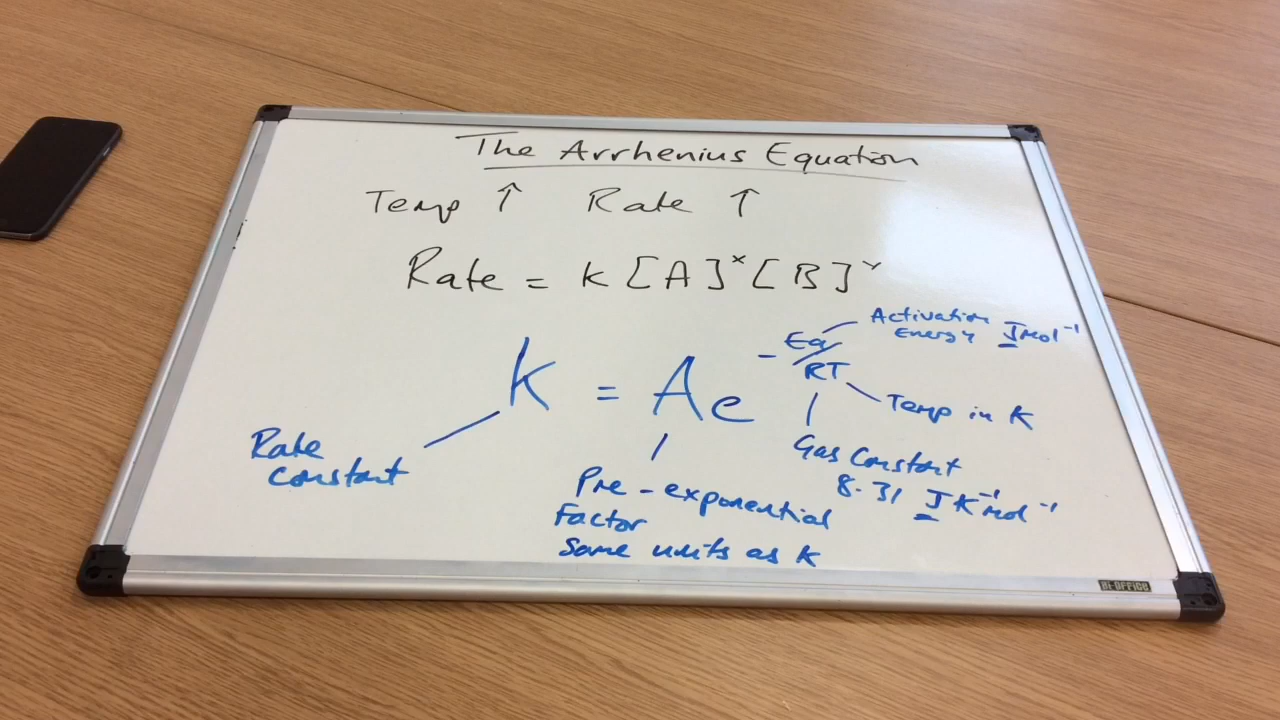 The Arrhenius Equation
Temp ↑ Rate ↑
Rate = k [A]ˣ [B]ʸ
k = Ae^(-Ea/RT)
Activation
Energy Jmol⁻¹
Temp in K
Gas Constant
8.31 J K⁻¹ mol⁻¹
Rate
constant
Pre-exponential
Factor
Same units as k
Bi-OFFiCE